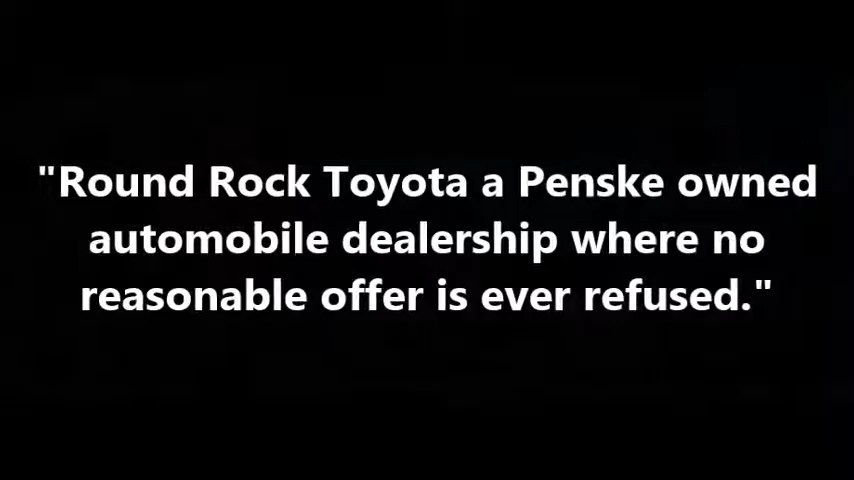 "Round Rock Toyota a Penske owned
automobile dealership where no
reasonable offer is ever refused."